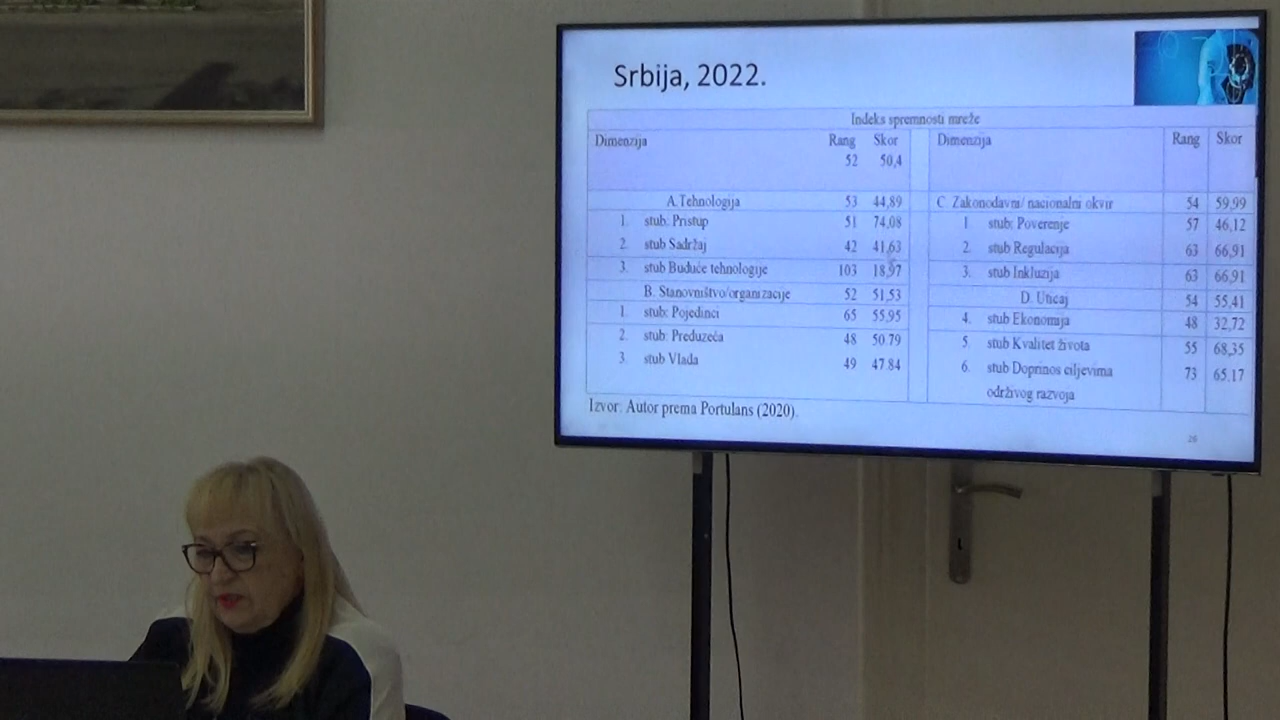 Srbija, 2022.
Indeks spremnosti mreže
Dimenzija Rang Skor
52 50,4
A.Tehnologija 53 44,89
1. stub: Pristup 51 74,08
2. stub Sadržaj 42 41,63
3. stub Buduće tehnologije 103 18,97
B. Stanovništvo/organizacije 52 51,53
1. stub: Pojedinci 65 55,95
2. stub: Preduzeća 48 50.79
3. stub Vlada 49 47.84
Dimenzija Rang Skor
C. Zakonodavni/ nacionalni okvir 54 59,99
1. stub: Poverenje 57 46,12
2. stub Regulacija 63 66,91
3. stub Inkluzija 63 66,91
D. Uticaj 54 55,41
4. stub Ekonomija 48 32,72
5. stub Kvalitet života 55 68,35
6. stub Doprinos ciljevima 73 65,17
održivog razvoja
Izvor: Autor prema Portulans (2020).
26